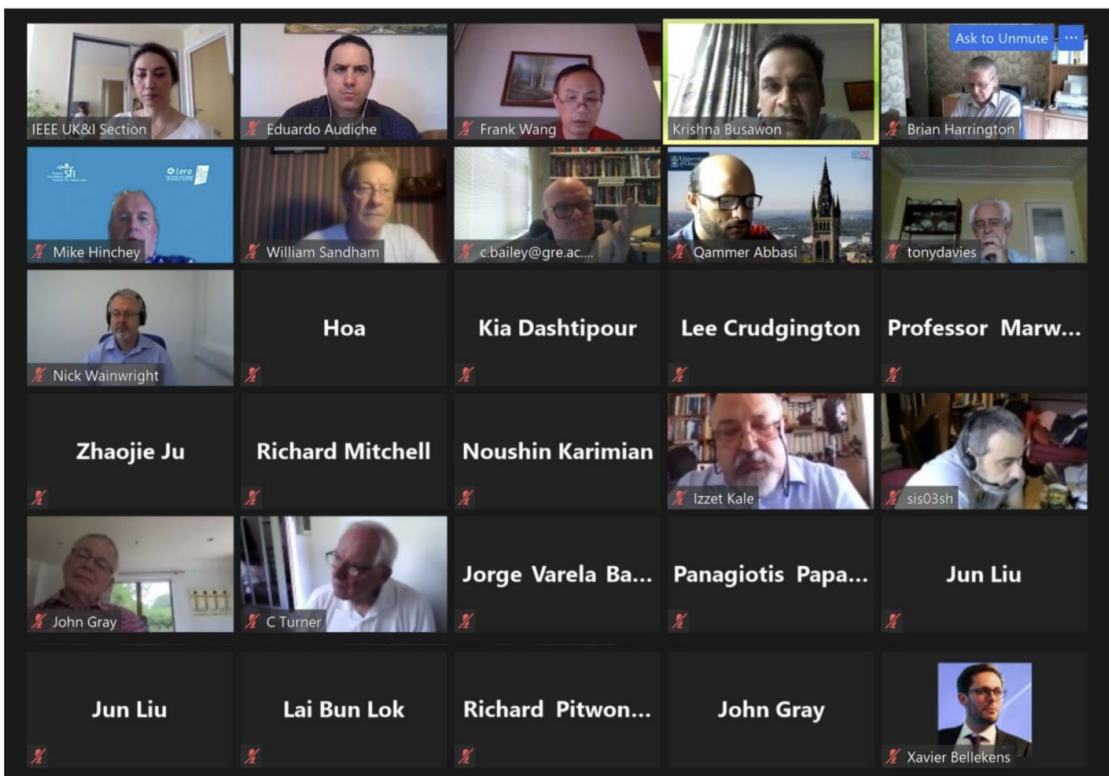 Ask to Unmute ...
IEEE UK&I Section
Eduardo Audiche
Frank Wang
Krishna Busawon
Brian Harrington
sfi
Lero
Mike Hinchey
William Sandham
c.bailey@gre.ac....
Qammer Abbasi
tonydavies
Nick Wainwright
Hoa
Kia Dashtipour
Lee Crudgington
Professor Marw...
Zhaojie Ju
Richard Mitchell
Noushin Karimian
Izzet Kale
sis03sh
John Gray
C Turner
Jorge Varela Ba...
Panagiotis Papa...
Jun Liu
Jun Liu
Lai Bun Lok
Richard Pitwon...
John Gray
Xavier Bellekens